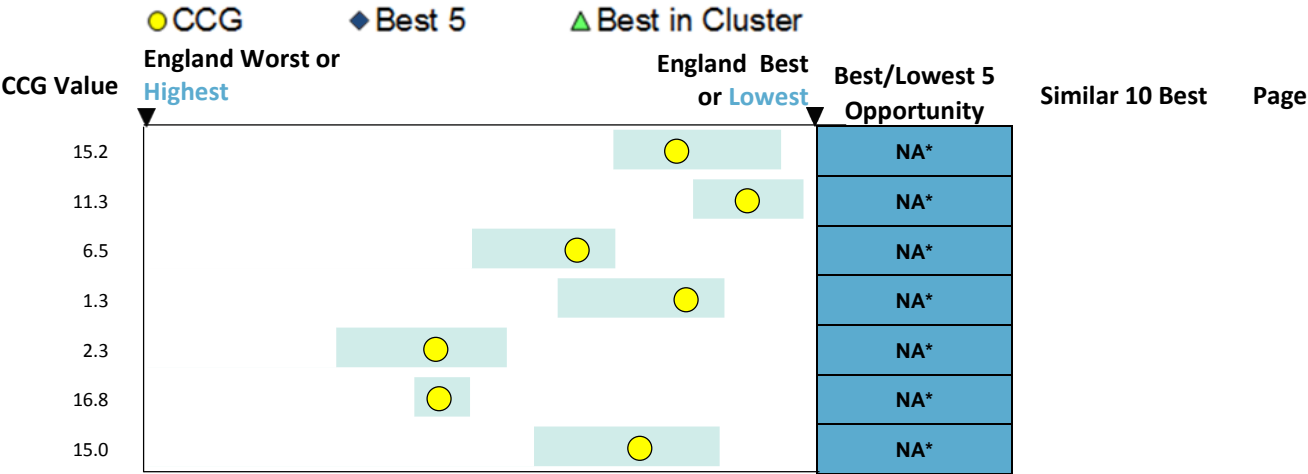 CCG Best 5 Best in Cluster
CCG Value
England Worst or
Highest
England Best
or Lowest
Best/Lowest 5
Opportunity
Similar 10 Best
Page
15.2 NA*
11.3 NA*
6.5 NA*
1.3 NA*
2.3 NA*
16.8 NA*
15.0 NA*